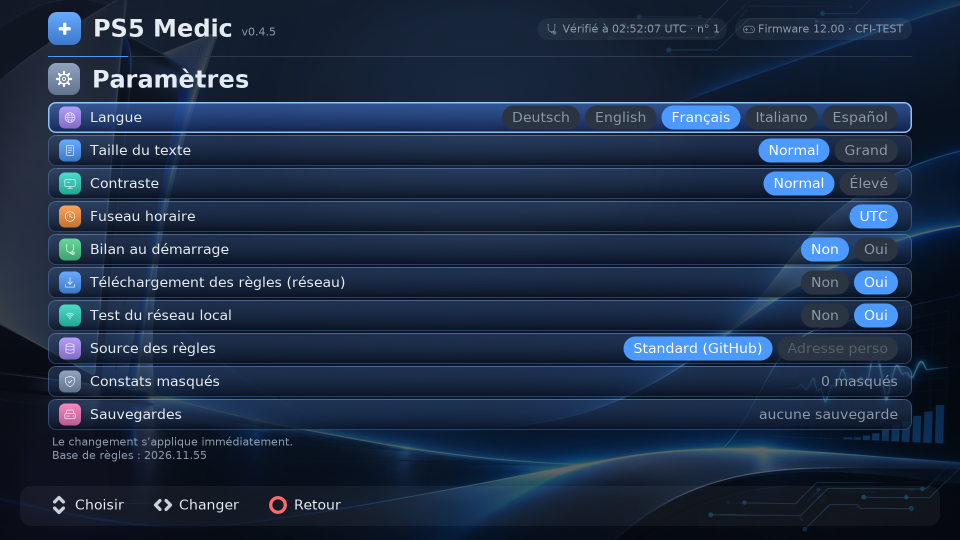 PS5 Medic v0.4.5
Vérifié à 02:52:07 UTC · n° 1
Firmware 12.00 · CFI-TEST
Paramètres
Langue Deutsch English Français Italiano Español
Taille du texte Normal Grand
Contraste Normal Élevé
Fuseau horaire UTC
Bilan au démarrage Non Oui
Téléchargement des règles (réseau) Non Oui
Test du réseau local Non Oui
Source des règles Standard (GitHub) Adresse perso
Constats masqués 0 masqués
Sauvegardes aucune sauvegarde
Le changement s’applique immédiatement.
Base de règles : 2026.11.55
Choisir Changer Retour